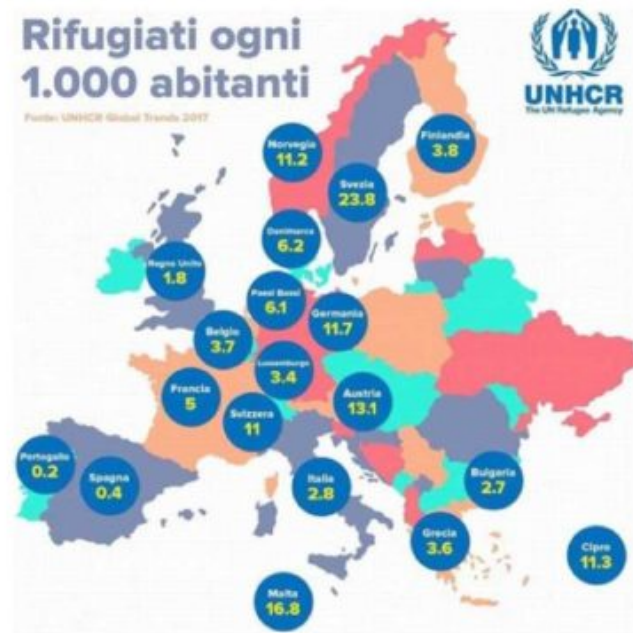 Rifugiati ogni
1.000 abitanti
Fonte: UNHCR Global Trends 2017
UNHCR
The UN Refugee Agency
Norvegia
11.2
Finlandia
3.8
Svezia
23.8
Danimarca
6.2
Regno Unito
1.8
Paesi Bassi
6.1
Germania
11.7
Belgio
3.7
Lussemburgo
3.4
Francia
5
Austria
13.1
Svizzera
11
Portogallo
0.2
Spagna
0.4
Italia
2.8
Bulgaria
2.7
Grecia
3.6
Cipro
11.3
Malta
16.8